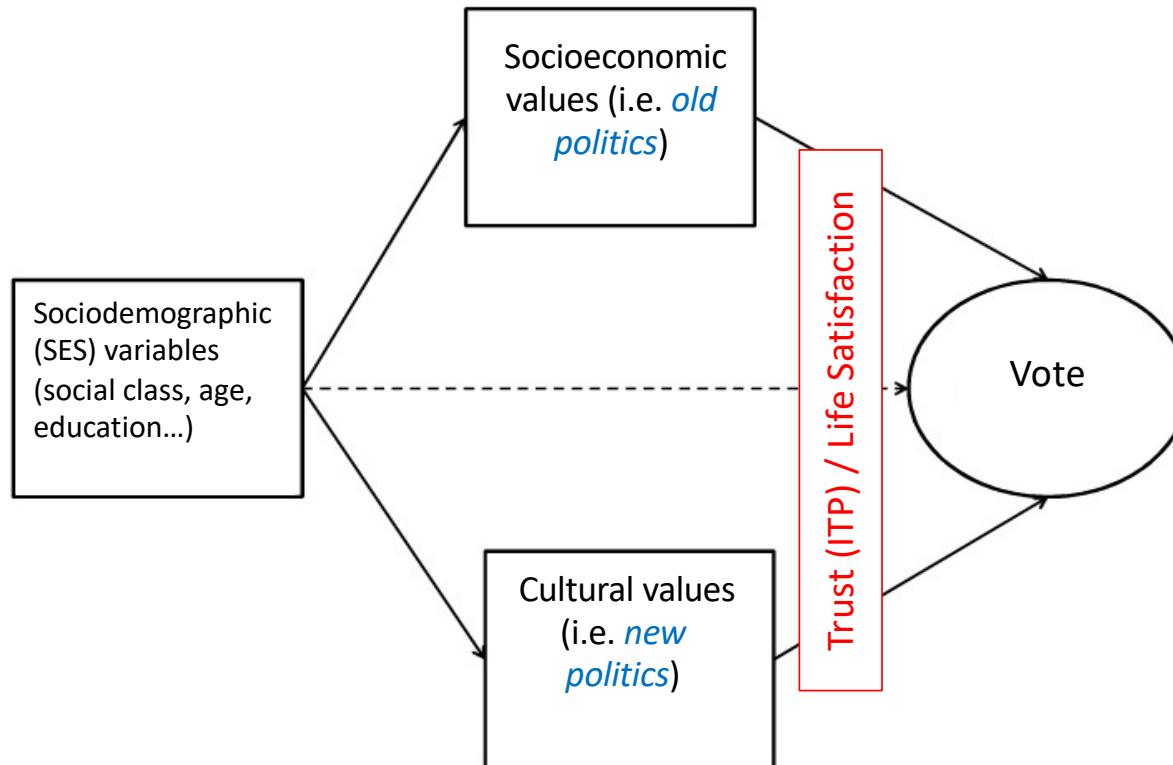 Socioeconomic
values (i.e. old
politics)
Sociodemographic
(SES) variables
(social class, age,
education…)
Trust (ITP) / Life Satisfaction
Vote
Cultural values
(i.e. new
politics)